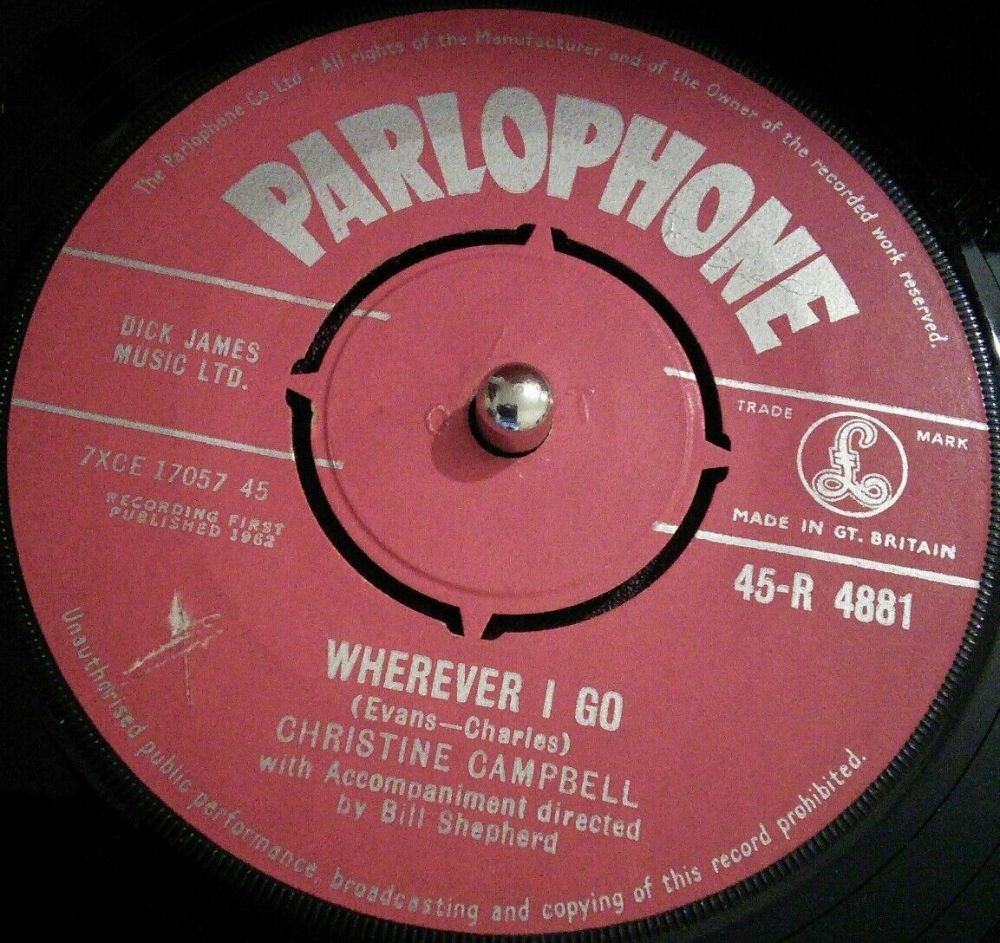 The Parlophone Co Ltd · All rights of the Manufacturer and of the Owner of the recorded work reserved.
PARLOPHONE
DICK JAMES
MUSIC LTD.
TRADE
MARK
£
7XCE 17057 45
MADE IN GT. BRITAIN
RECORDING FIRST
PUBLISHED 1962
45-R 4881
WHEREVER I GO
(Evans—Charles)
CHRISTINE CAMPBELL
with Accompaniment directed
by Bill Shepherd
Unauthorised public performance, broadcasting and copying of this record prohibited.